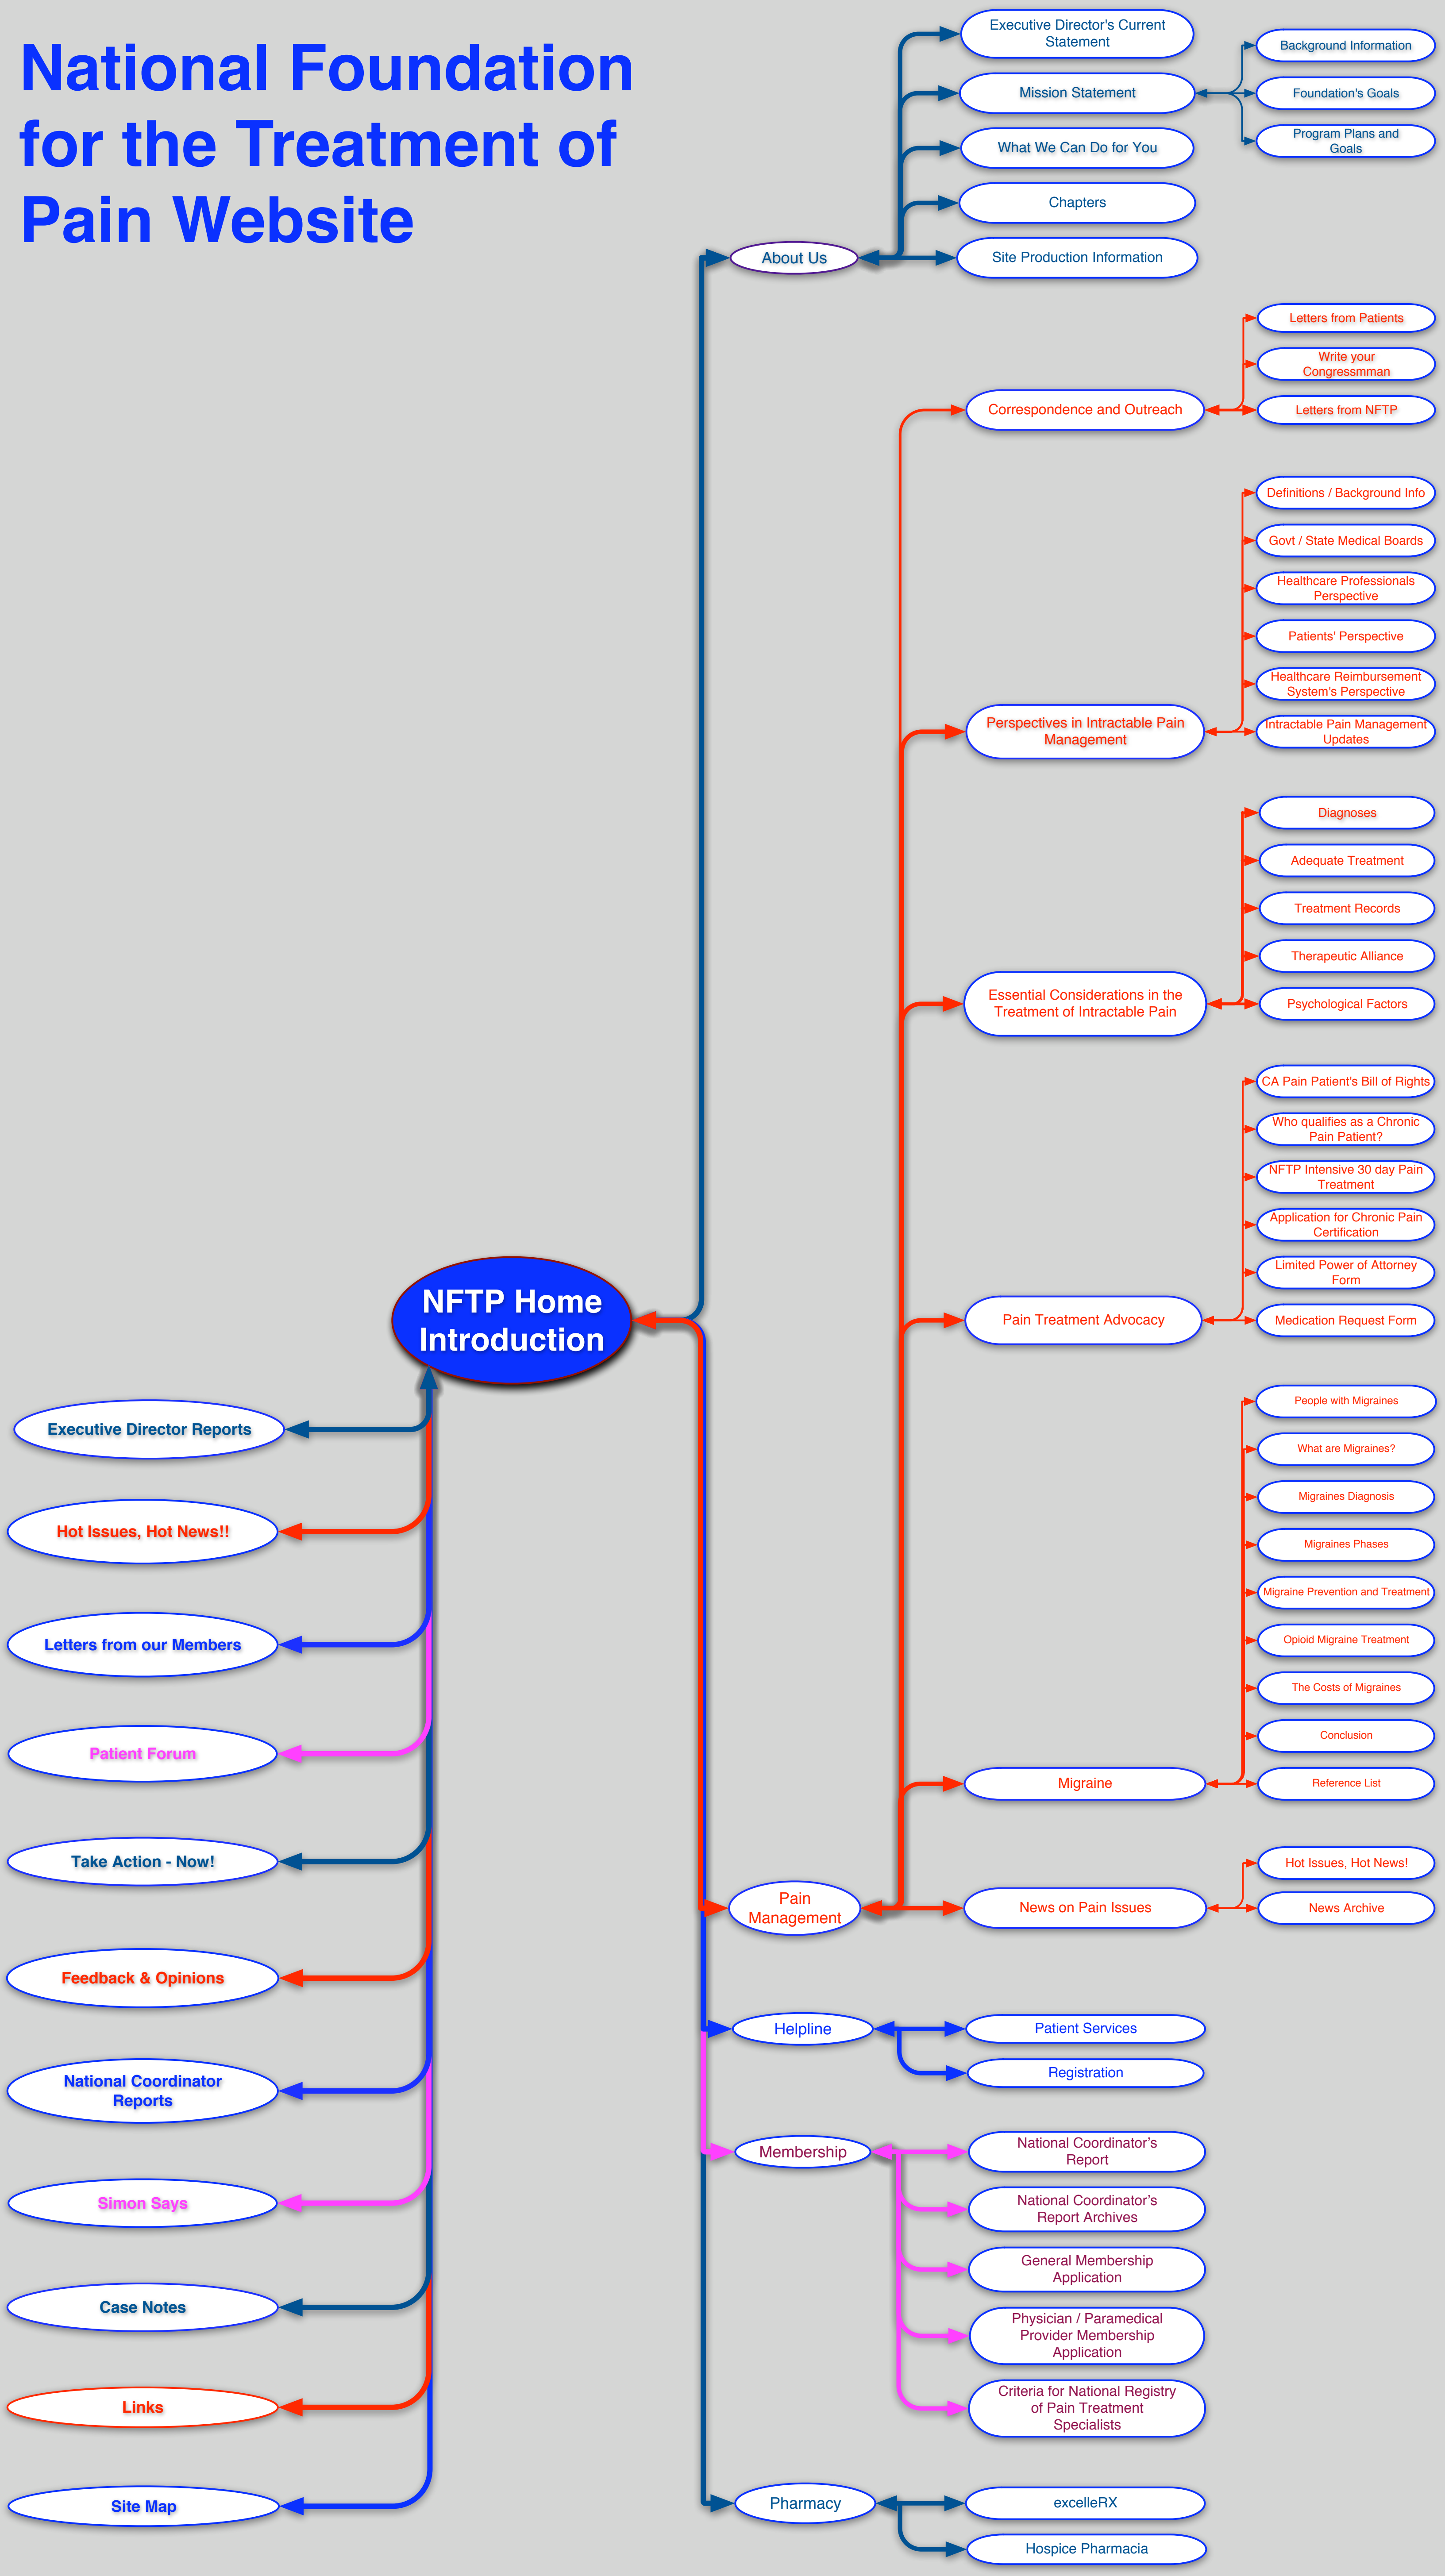 National Foundation
for the Treatment of
Pain Website
NFTP Home
Introduction
Executive Director Reports
Hot Issues, Hot News!!
Letters from our Members
Patient Forum
Take Action - Now!
Feedback & Opinions
National Coordinator
Reports
Simon Says
Case Notes
Links
Site Map
About Us
Executive Director's Current
Statement
Mission Statement
Background Information
Foundation's Goals
Program Plans and
Goals
What We Can Do for You
Chapters
Site Production Information
Pain
Management
Correspondence and Outreach
Letters from Patients
Write your
Congressmman
Letters from NFTP
Perspectives in Intractable Pain
Management
Definitions / Background Info
Govt / State Medical Boards
Healthcare Professionals
Perspective
Patients' Perspective
Healthcare Reimbursement
System's Perspective
Intractable Pain Management
Updates
Essential Considerations in the
Treatment of Intractable Pain
Diagnoses
Adequate Treatment
Treatment Records
Therapeutic Alliance
Psychological Factors
Pain Treatment Advocacy
CA Pain Patient's Bill of Rights
Who qualifies as a Chronic
Pain Patient?
NFTP Intensive 30 day Pain
Treatment
Application for Chronic Pain
Certification
Limited Power of Attorney
Form
Medication Request Form
Migraine
People with Migraines
What are Migraines?
Migraines Diagnosis
Migraines Phases
Migraine Prevention and Treatment
Opioid Migraine Treatment
The Costs of Migraines
Conclusion
Reference List
News on Pain Issues
Hot Issues, Hot News!
News Archive
Helpline
Patient Services
Registration
Membership
National Coordinator’s
Report
National Coordinator’s
Report Archives
General Membership
Application
Physician / Paramedical
Provider Membership
Application
Criteria for National Registry
of Pain Treatment
Specialists
Pharmacy
excelleRX
Hospice Pharmacia